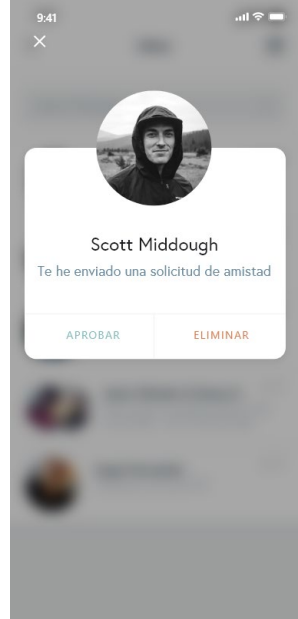 9:41
Scott Middough
Te he enviado una solicitud de amistad
APROBAR
ELIMINAR